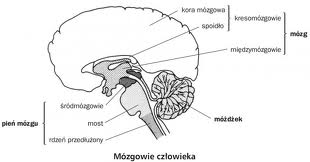 kora mózgowa
spoidło
kresomózgowie
mózg
międzymózgowie
śródmózgowie
pień mózgu
most
móżdżek
rdzeń przedłużony
Mózgowie człowieka